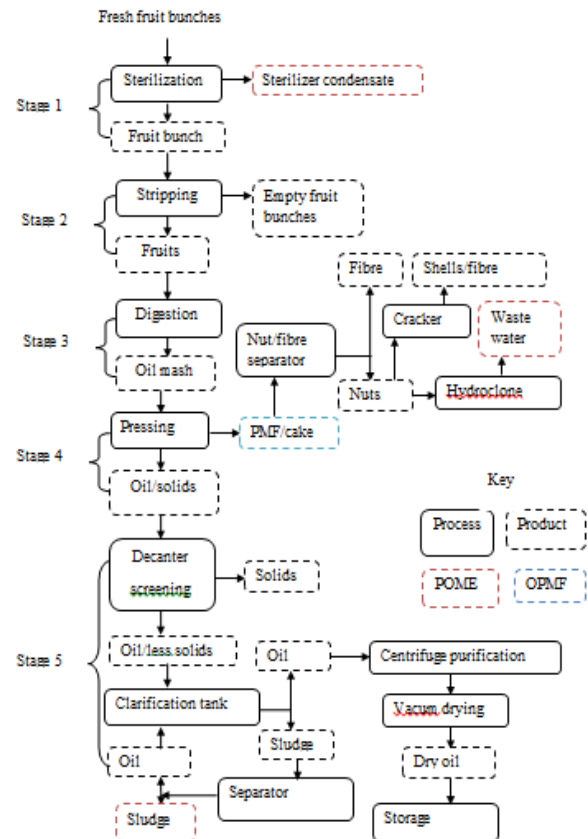 Fresh fruit bunches
Sterilization
Sterilizer condensate
Stage 1
Fruit bunch
Stripping
Empty fruit
bunches
Stage 2
Fruits
Fibre
Shells/fibre
Digestion
Cracker
Waste
water
Nut/fibre
separator
Stage 3
Oil mash
Nuts
Hydroclone
Pressing
PMF/cake
Stage 4
Oil/solids
Key
Process
Product
Decanter
screening
Solids
POME
OPMF
Stage 5
Oil/less.solids
Oil
Centrifuge purification
Clarification tank
Vacum drying
Sludge
Oil
Dry oil
Separator
Sludge
Storage